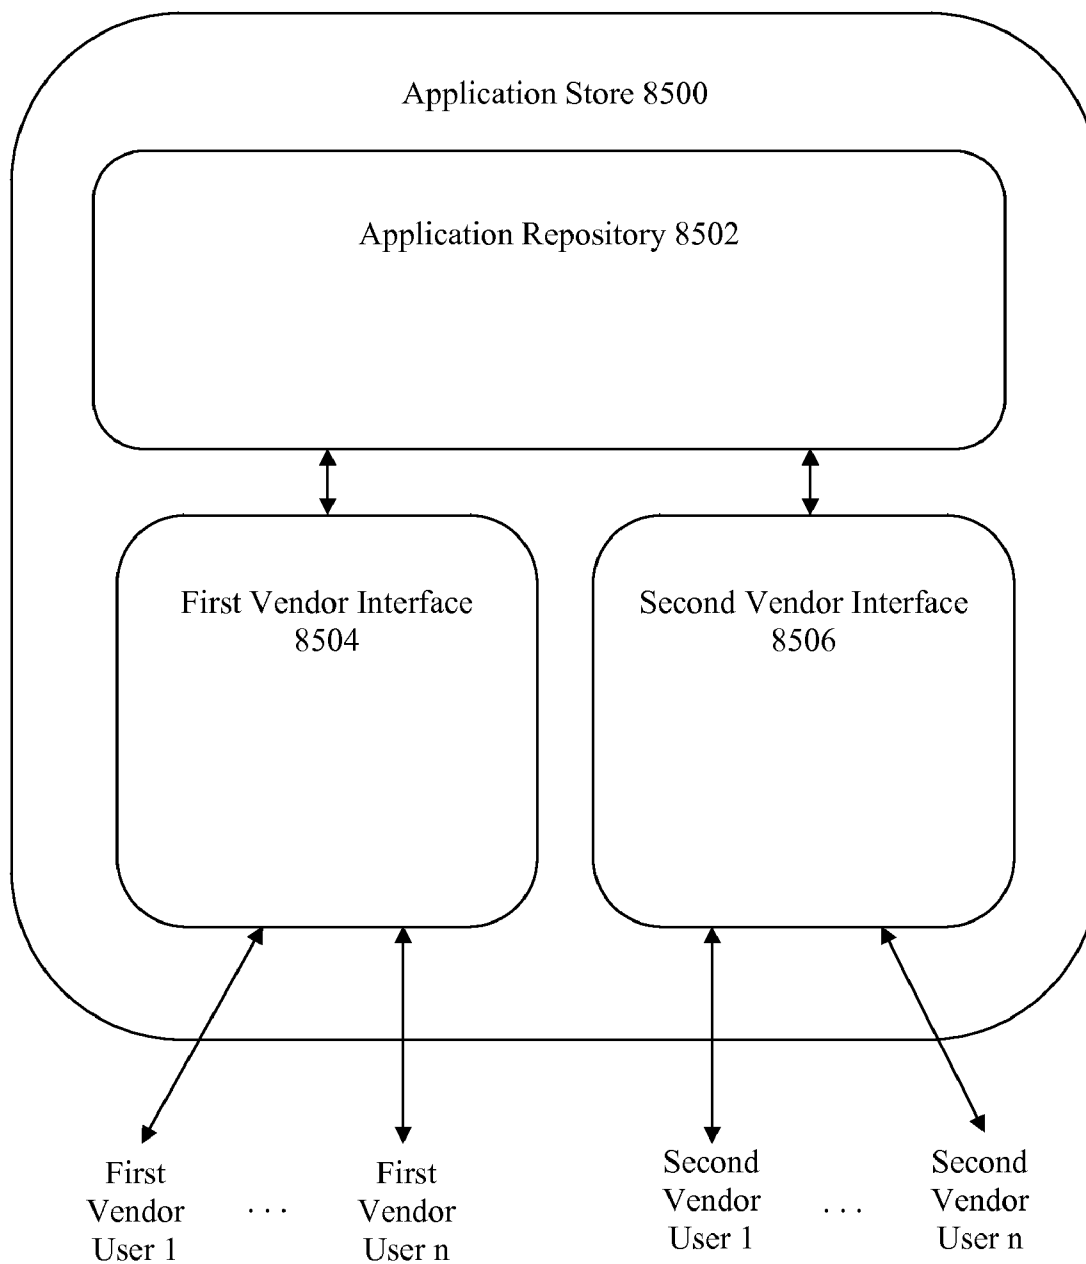 Application Store 8500
Application Repository 8502
First Vendor Interface
8504
Second Vendor Interface
8506
First
Vendor
User 1
. . .
First
Vendor
User n
Second
Vendor
User 1
. . .
Second
Vendor
User n